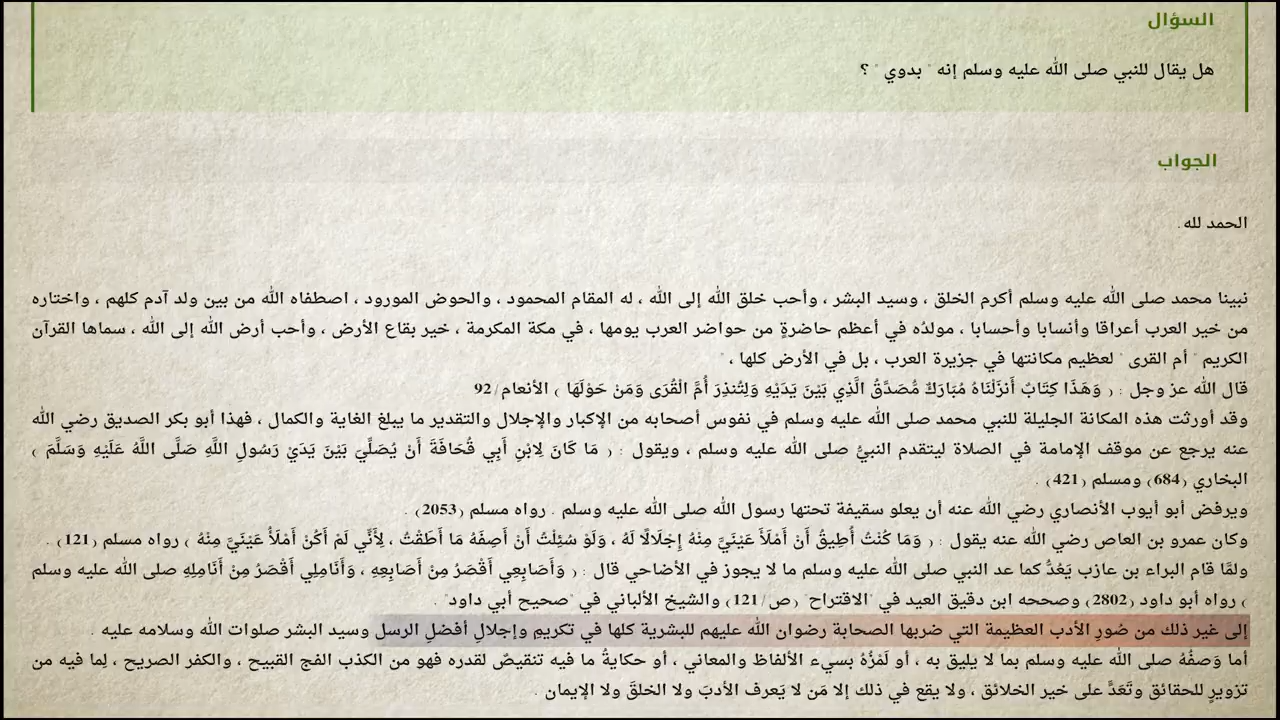 السؤال
هل يقال للنبي صلى الله عليه وسلم إنه " بدوي " ؟
الجواب
الحمد لله.
نبينا محمد صلى الله عليه وسلم أكرم الخلق ، وسيد البشر ، وأحب خلق الله إلى الله ، له المقام المحمود ، والحوض المورود ، اصطفاه الله من بين ولد آدم كلهم ، واختاره
من خير العرب أعراقا وأنسابا وأحسابا ، مولدُه في أعظم حاضرةٍ من حواضر العرب يومها ، في مكة المكرمة ، خير بقاع الأرض ، وأحب أرض الله إلى الله ، سماها القرآن
الكريم " أم القرى " لعظيم مكانتها في جزيرة العرب ، بل في الأرض كلها ، "
قال الله عز وجل : ( وَهَذَا كِتَابٌ أَنزَلْنَاهُ مُبَارَكٌ مُّصَدِّقُ الَّذِي بَيْنَ يَدَيْهِ وَلِتُنذِرَ أُمَّ الْقُرَى وَمَنْ حَوْلَهَا ) الأنعام/92
وقد أورثت هذه المكانة الجليلة للنبي محمد صلى الله عليه وسلم في نفوس أصحابه من الإكبار والإجلال والتقدير ما يبلغ الغاية والكمال ، فهذا أبو بكر الصديق رضي الله
عنه يرجع عن موقف الإمامة في الصلاة ليتقدم النبيُّ صلى الله عليه وسلم ، ويقول : ( مَا كَانَ لِابْنِ أَبِي قُحَافَةَ أَنْ يُصَلِّيَ بَيْنَ يَدَيْ رَسُولِ اللَّهِ صَلَّى اللَّهُ عَلَيْهِ وَسَلَّمَ )
البخاري (684) ومسلم (421) .
ويرفض أبو أيوب الأنصاري رضي الله عنه أن يعلو سقيفة تحتها رسول الله صلى الله عليه وسلم . رواه مسلم (2053) .
وكان عمرو بن العاص رضي الله عنه يقول : ( وَمَا كُنْتُ أُطِيقُ أَنْ أَمْلَأَ عَيْنَيَّ مِنْهُ إِجْلَالًا لَهُ ، وَلَوْ سُئِلْتُ أَنْ أَصِفَهُ مَا أَطَقْتُ ، لِأَنِّي لَمْ أَكُنْ أَمْلَأُ عَيْنَيَّ مِنْهُ ) رواه مسلم (121) .
ولمَّا قام البراء بن عازب يَعُدُّ كما عد النبي صلى الله عليه وسلم ما لا يجوز في الأضاحي قال : ( وَأَصَابِعِي أَقْصَرُ مِنْ أَصَابِعِهِ ، وَأَنَامِلِي أَقْصَرُ مِنْ أَنَامِلِهِ صلى الله عليه وسلم
) رواه أبو داود (2802) وصححه ابن دقيق العيد في "الاقتراح" (ص/121) والشيخ الألباني في "صحيح أبي داود" .
إلى غير ذلك من صُورِ الأدب العظيمة التي ضربها الصحابة رضوان الله عليهم للبشرية كلها في تكريمِ وإجلالِ أفضلِ الرسل وسيد البشر صلوات الله وسلامه عليه .
أما وَصفُهُ صلى الله عليه وسلم بما لا يليق به ، أو لَمْزُهُ بسيء الألفاظ والمعاني ، أو حكايةُ ما فيه تنقيصٌ لقدره فهو من الكذب الفج القبيح ، والكفر الصريح ، لِما فيه من
تزويرٍ للحقائق وتَعَدٍّ على خير الخلائق ، ولا يقع في ذلك إلا مَن لا يَعرف الأدبَ ولا الخلقَ ولا الإيمان .